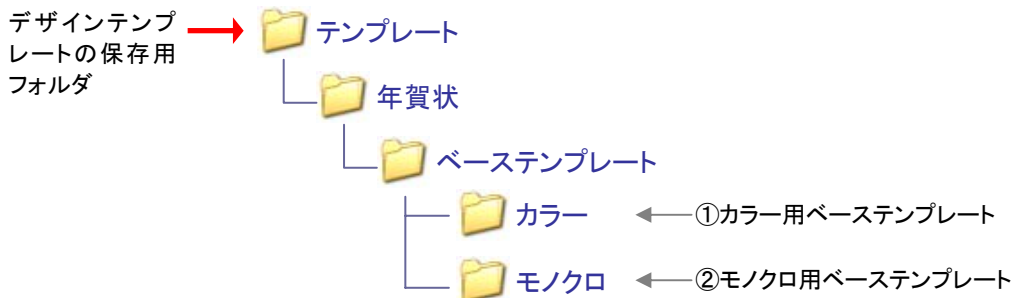 デザインテンプ
レートの保存用
フォルダ
テンプレート
年賀状
ベーステンプレート
カラー
①カラー用ベーステンプレート
モノクロ
②モノクロ用ベーステンプレート